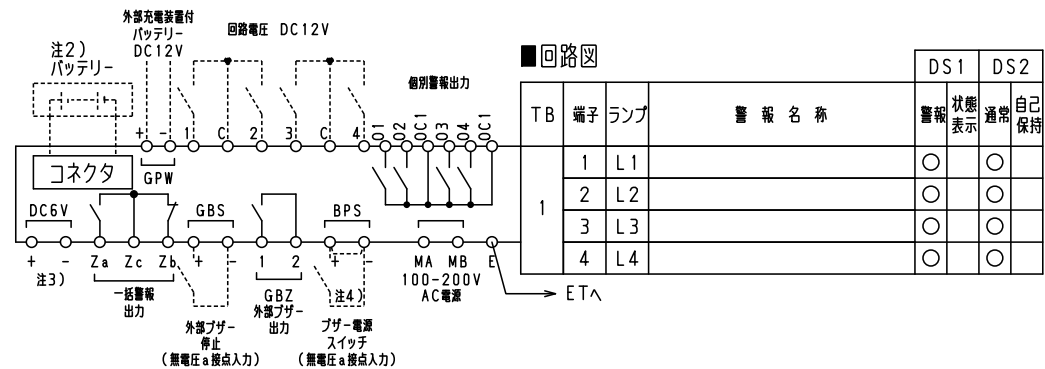 外部充電装置付
バッテリー
DC12V
回路電圧 DC12V
注2)
バッテリー
個別警報出力
+ - 1 C 2 3 C 4 01 02 0C1 03 04 0C1
コネクタ
GPW
DC6V GBS BPS
+ - Za Zc Zb + - 1 2 + - MA MB E
注3)
一括警報
出力
GBZ
外部ブザー
出力
注4)
100-200V
AC電源
ETへ
外部ブザー
停止
(無電圧a接点入力)
ブザー電源
スイッチ
(無電圧a接点入力)
■回路図
DS1 DS2
TB 端子 ランプ 警報名称 警報 状態表示 通常 自己保持
1 1 L1 ○ ○
2 L2 ○ ○
3 L3 ○ ○
4 L4 ○ ○